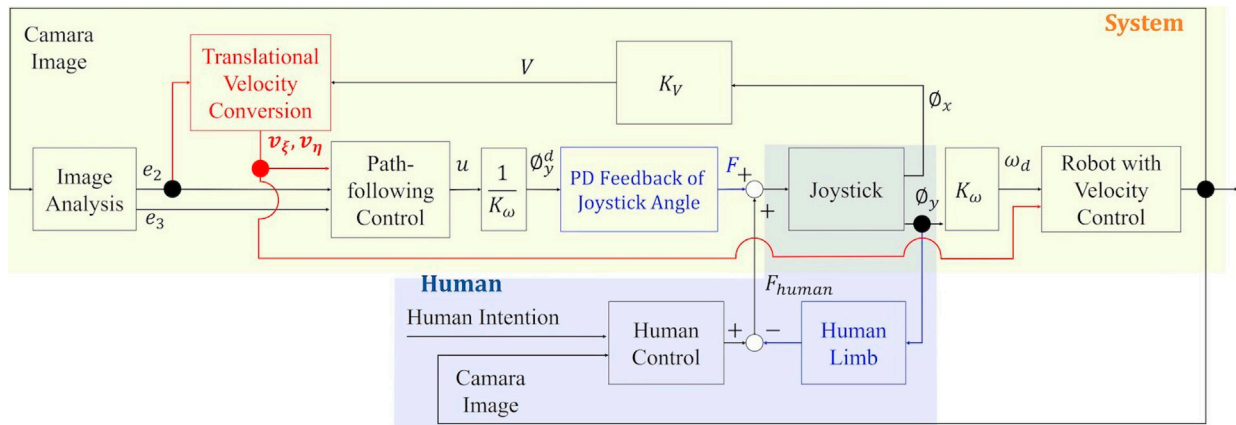 System
Camara
Image
Translational
Velocity
Conversion
V
K_V
∅_x
v_ξ, v_η
Image
Analysis
e_2
e_3
Path-
following
Control
u
1
K_ω
∅_y^d
PD Feedback of
Joystick Angle
F
+
+
Joystick
∅_y
K_ω
ω_d
Robot with
Velocity
Control
Human
F_human
Human Intention
Human
Control
+
−
Human
Limb
Camara
Image